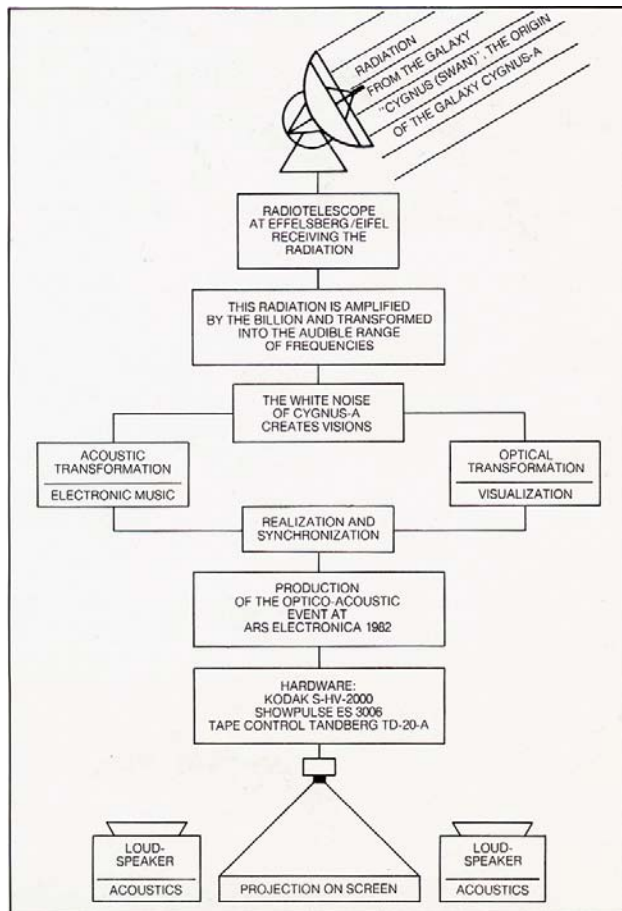 RADIATION
FROM THE GALAXY
"CYGNUS (SWAN)", THE ORIGIN
OF THE GALAXY CYGNUS-A
RADIOTELESCOPE
AT EFFELSBERG/EIFEL
RECEIVING THE
RADIATION
THIS RADIATION IS AMPLIFIED
BY THE BILLION AND TRANSFORMED
INTO THE AUDIBLE RANGE
OF FREQUENCIES
THE WHITE NOISE
OF CYGNUS-A
CREATES VISIONS
ACOUSTIC
TRANSFORMATION
ELECTRONIC MUSIC
OPTICAL
TRANSFORMATION
VISUALIZATION
REALIZATION AND
SYNCHRONIZATION
PRODUCTION
OF THE OPTICO-ACOUSTIC
EVENT AT
ARS ELECTRONICA 1982
HARDWARE:
KODAK S-HV-2000
SHOWPULSE ES 3006
TAPE CONTROL TANDBERG TD-20-A
LOUD-
SPEAKER
ACOUSTICS
PROJECTION ON SCREEN
LOUD-
SPEAKER
ACOUSTICS